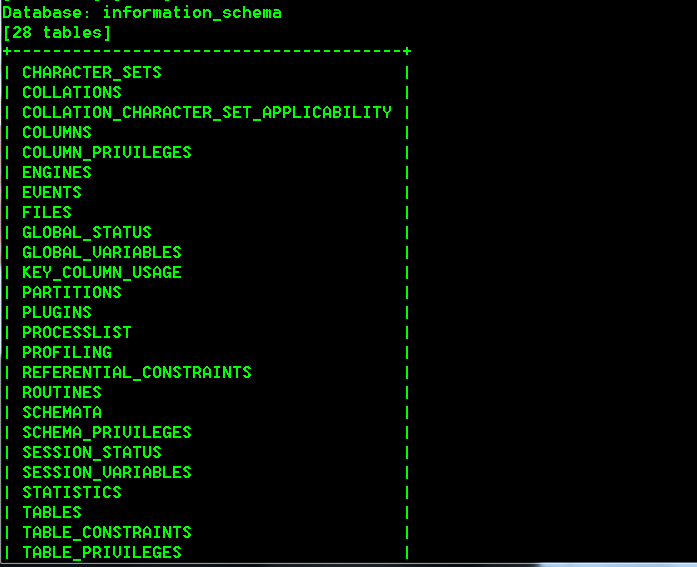 Database: information_schema
[28 tables]
+---------------------------------------+
| CHARACTER_SETS |
| COLLATIONS |
| COLLATION_CHARACTER_SET_APPLICABILITY |
| COLUMNS |
| COLUMN_PRIVILEGES |
| ENGINES |
| EVENTS |
| FILES |
| GLOBAL_STATUS |
| GLOBAL_VARIABLES |
| KEY_COLUMN_USAGE |
| PARTITIONS |
| PLUGINS |
| PROCESSLIST |
| PROFILING |
| REFERENTIAL_CONSTRAINTS |
| ROUTINES |
| SCHEMATA |
| SCHEMA_PRIVILEGES |
| SESSION_STATUS |
| SESSION_VARIABLES |
| STATISTICS |
| TABLES |
| TABLE_CONSTRAINTS |
| TABLE_PRIVILEGES |